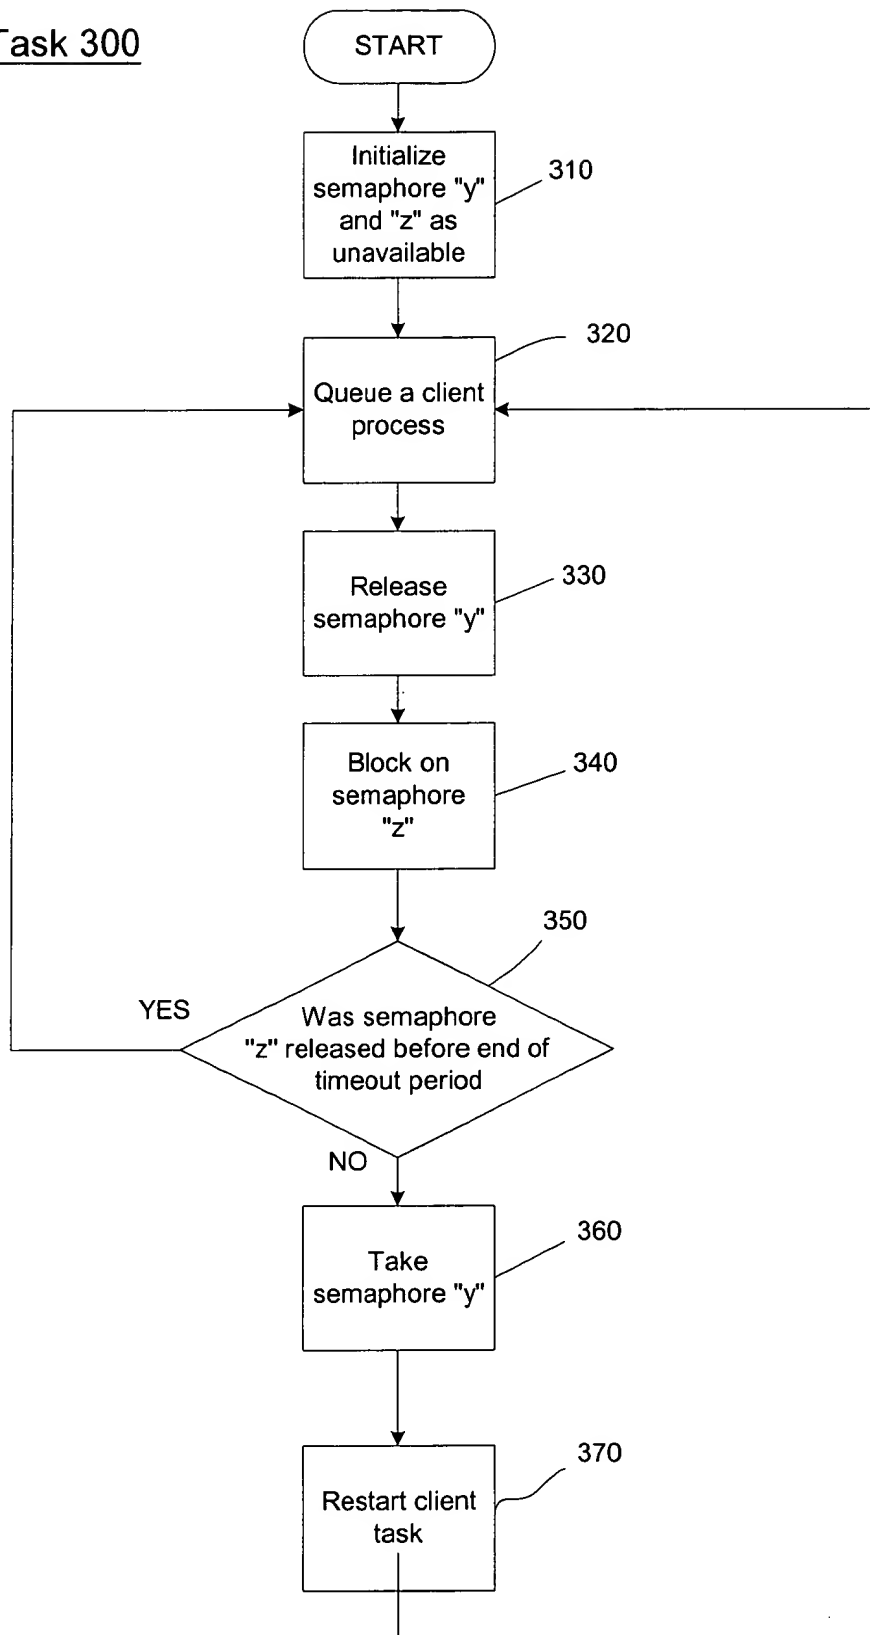 Task 300
START
Initialize
semaphore "y"
and "z" as
unavailable
310
320
Queue a client
process
Release
semaphore "y"
330
Block on
semaphore
"z"
340
350
YES
Was semaphore
"z" released before end of
timeout period
NO
Take
semaphore "y"
360
Restart client
task
370